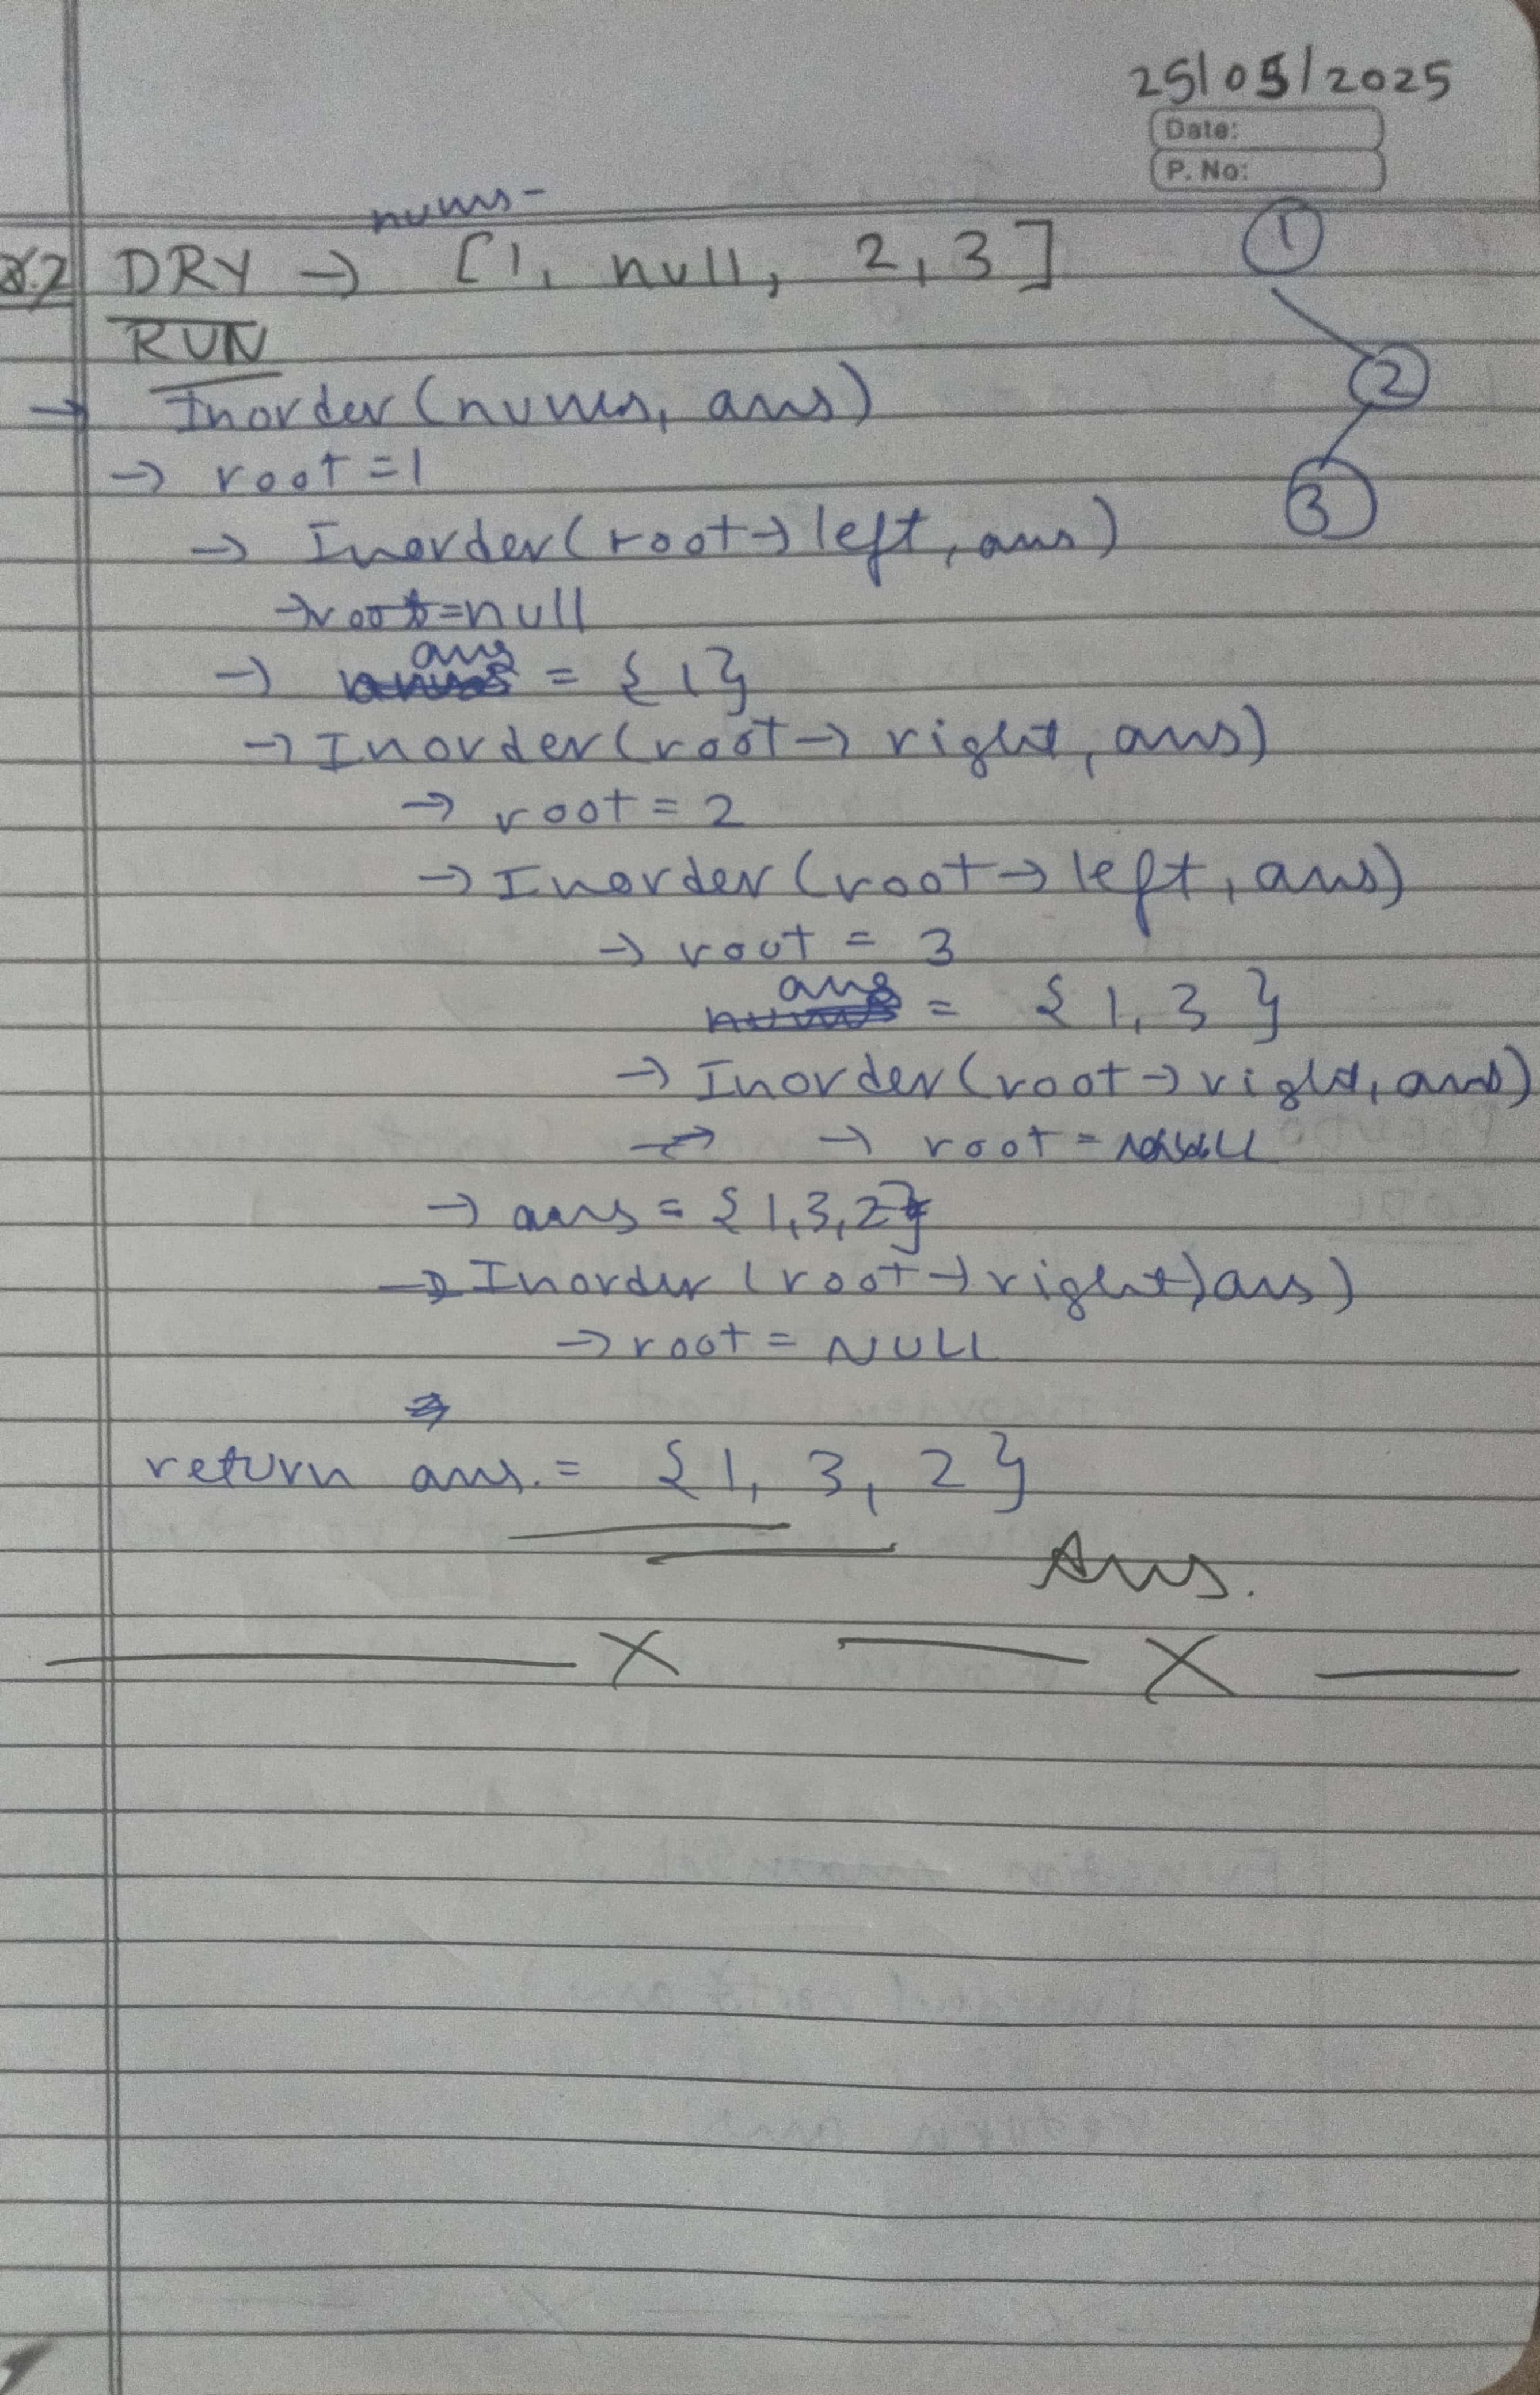 25/05/2025
Date:
P. No:
nums-
Q.2 DRY → [1, null, 2, 3]
RUN
1
2
3
→ Inorder(nums, ans)
→ root=1
→ Inorder(root→left, ans)
→root=null
→ ans = {1}
→ Inorder(root→right, ans)
→ root = 2
→ Inorder(root→left, ans)
→ root = 3
ans = {1, 3}
→ Inorder(root→right, ans)
→ → root = NULL
→ ans = {1,3,2}
→ Inorder (root→right, ans)
→ root = NULL
return ans. = {1, 3, 2}
Ans.
X X